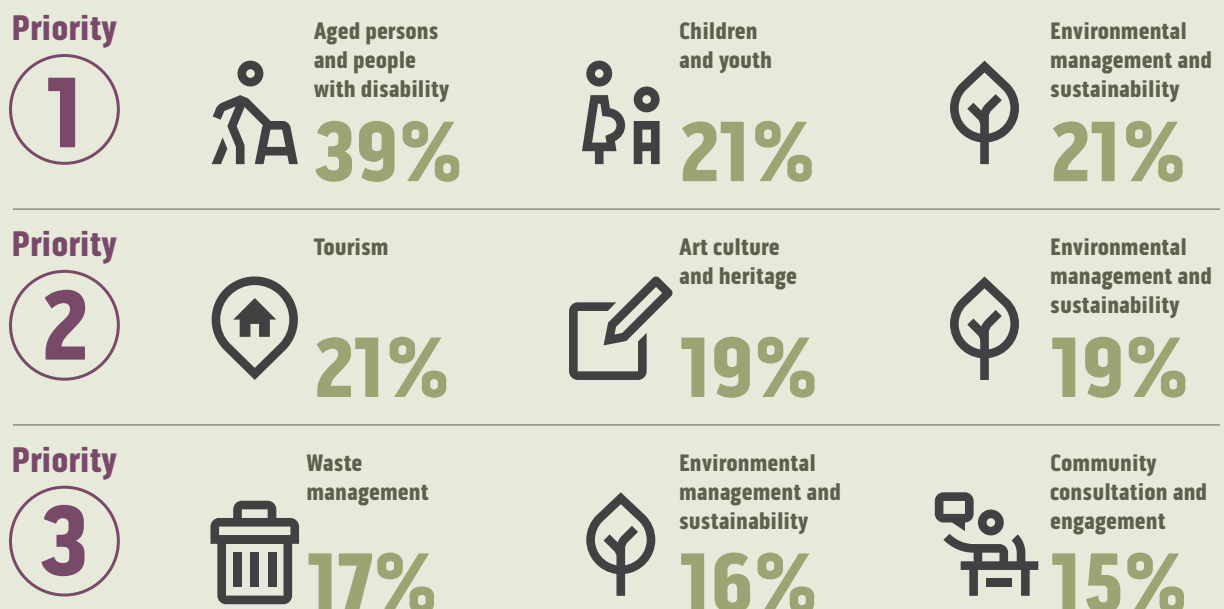 Priority
1
Aged persons
and people
with disability
39%
Children
and youth
21%
Environmental
management and
sustainability
21%
Priority
2
Tourism
21%
Art culture
and heritage
19%
Environmental
management and
sustainability
19%
Priority
3
Waste
management
17%
Environmental
management and
sustainability
16%
Community
consultation and
engagement
15%